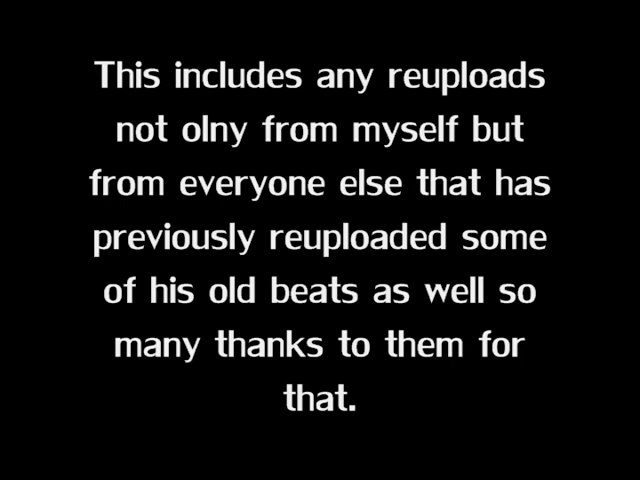 This includes any reuploads
not olny from myself but
from everyone else that has
previously reuploaded some
of his old beats as well so
many thanks to them for
that.